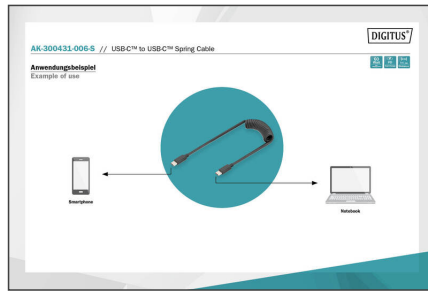 DIGITUS®
AK-300431-006-S // USB-C™ to USB-C™ Spring Cable
Anwendungsbeispiel
Example of use
Smartphone
Notebook